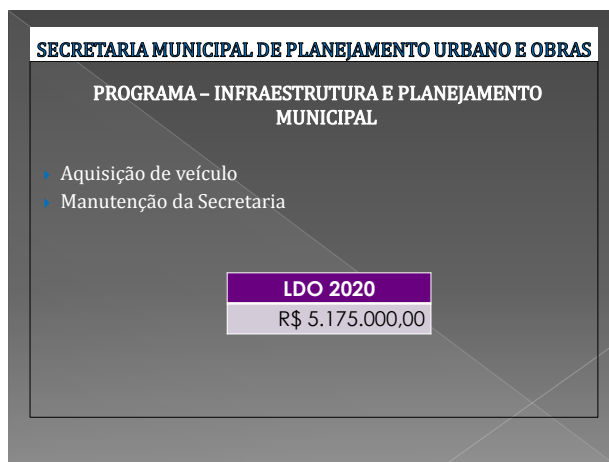 SECRETARIA MUNICIPAL DE PLANEJAMENTO URBANO E OBRAS
PROGRAMA – INFRAESTRUTURA E PLANEJAMENTO
MUNICIPAL
Aquisição de veículo
Manutenção da Secretaria
LDO 2020
R$ 5.175.000,00